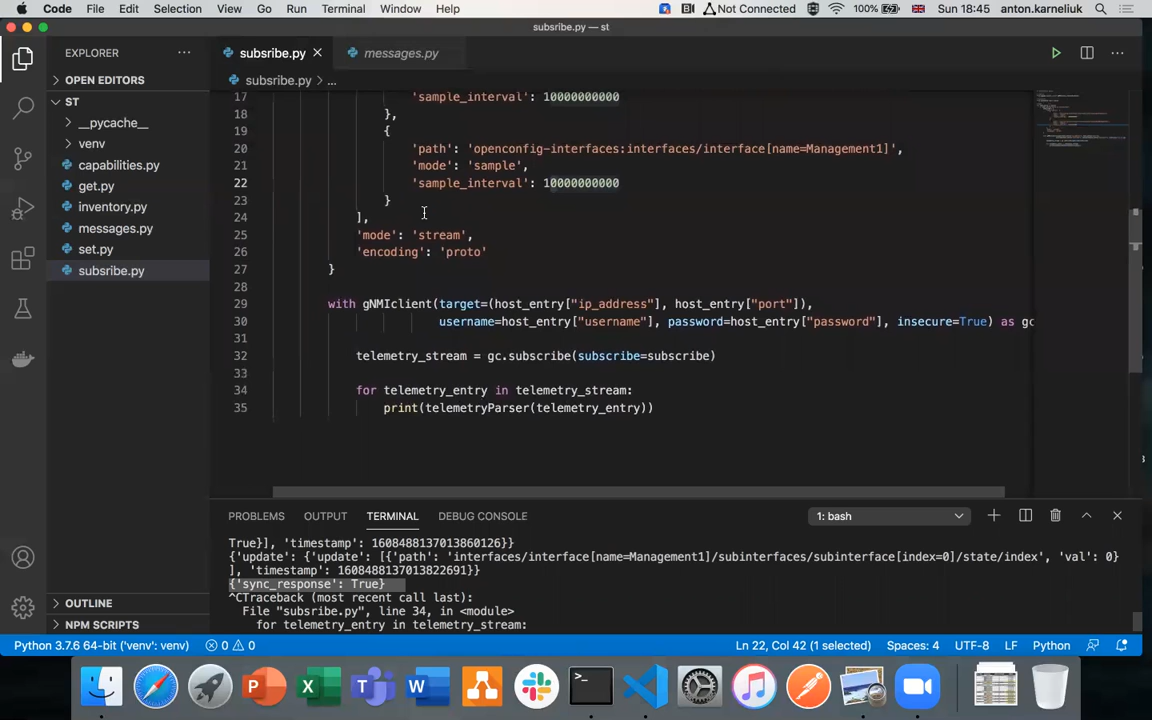 Code File Edit Selection View Go Run Terminal Window Help Not Connected 100% Sun 18:45 anton.karneliuk
subsribe.py — st
EXPLORER
subsribe.py messages.py
OPEN EDITORS
subsribe.py > ...
ST
__pycache__
venv
capabilities.py
get.py
inventory.py
messages.py
set.py
subsribe.py
OUTLINE
NPM SCRIPTS
17 'sample_interval': 10000000000
18 },
19 {
20 'path': 'openconfig-interfaces:interfaces/interface[name=Management1]',
21 'mode': 'sample',
22 'sample_interval': 10000000000
23 }
24 ],
25 'mode': 'stream',
26 'encoding': 'proto'
27 }
28
29 with gNMIclient(target=(host_entry["ip_address"], host_entry["port"]),
30 username=host_entry["username"], password=host_entry["password"], insecure=True) as gc
31
32 telemetry_stream = gc.subscribe(subscribe=subscribe)
33
34 for telemetry_entry in telemetry_stream:
35 print(telemetryParser(telemetry_entry))
PROBLEMS OUTPUT TERMINAL DEBUG CONSOLE 1: bash
True}], 'timestamp': 1608488137013860126}}
{'update': {'update': [{'path': 'interfaces/interface[name=Management1]/subinterfaces/subinterface[index=0]/state/index', 'val': 0}
], 'timestamp': 1608488137013822691}}
{'sync_response': True}
^CTraceback (most recent call last):
File "subsribe.py", line 34, in <module>
for telemetry_entry in telemetry_stream:
Python 3.7.6 64-bit ('venv': venv) 0 0 Ln 22, Col 42 (1 selected) Spaces: 4 UTF-8 LF Python